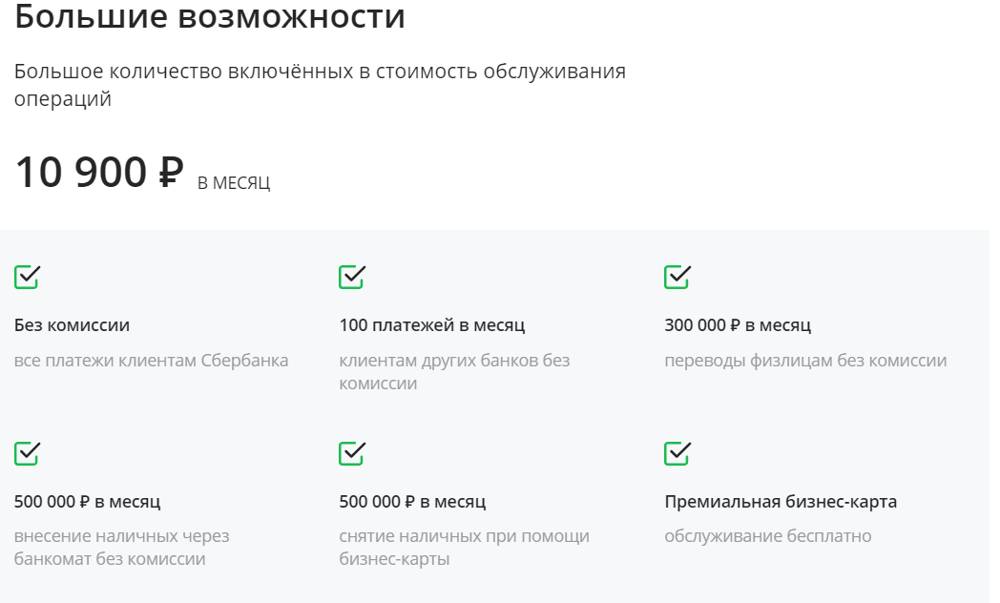 Большие возможности
Большое количество включённых в стоимость обслуживания
операций
10 900 ₽ В МЕСЯЦ
Без комиссии
все платежи клиентам Сбербанка
100 платежей в месяц
клиентам других банков без
комиссии
300 000 ₽ в месяц
переводы физлицам без комиссии
500 000 ₽ в месяц
внесение наличных через
банкомат без комиссии
500 000 ₽ в месяц
снятие наличных при помощи
бизнес-карты
Премиальная бизнес-карта
обслуживание бесплатно